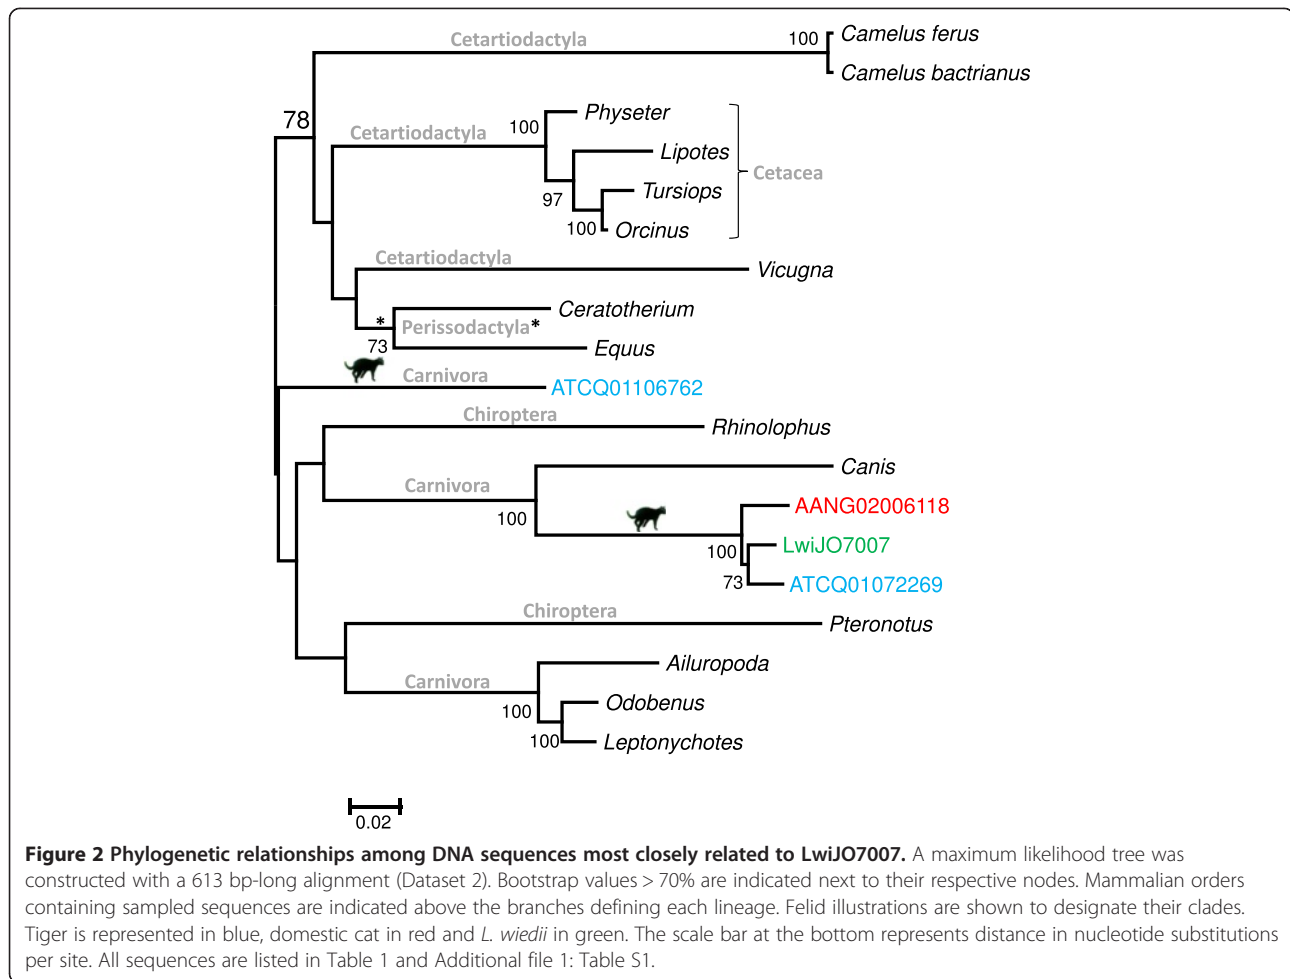 Cetartiodactyla
100
Camelus ferus
Camelus bactrianus
78
Cetartiodactyla
100
Physeter
Lipotes
Cetacea
97
Tursiops
100
Orcinus
Cetartiodactyla
Vicugna
*
Ceratotherium
Perissodactyla*
73
Equus
Carnivora
ATCQ01106762
Chiroptera
Rhinolophus
Canis
Carnivora
100
AANG02006118
LwiJO7007
100
73
ATCQ01072269
Chiroptera
Pteronotus
Ailuropoda
Carnivora
100
Odobenus
100
Leptonychotes
0.02
Figure 2 Phylogenetic relationships among DNA sequences most closely related to LwiJO7007. A maximum likelihood tree was
constructed with a 613 bp-long alignment (Dataset 2). Bootstrap values > 70% are indicated next to their respective nodes. Mammalian orders
containing sampled sequences are indicated above the branches defining each lineage. Felid illustrations are shown to designate their clades.
Tiger is represented in blue, domestic cat in red and L. wiedii in green. The scale bar at the bottom represents distance in nucleotide substitutions
per site. All sequences are listed in Table 1 and Additional file 1: Table S1.